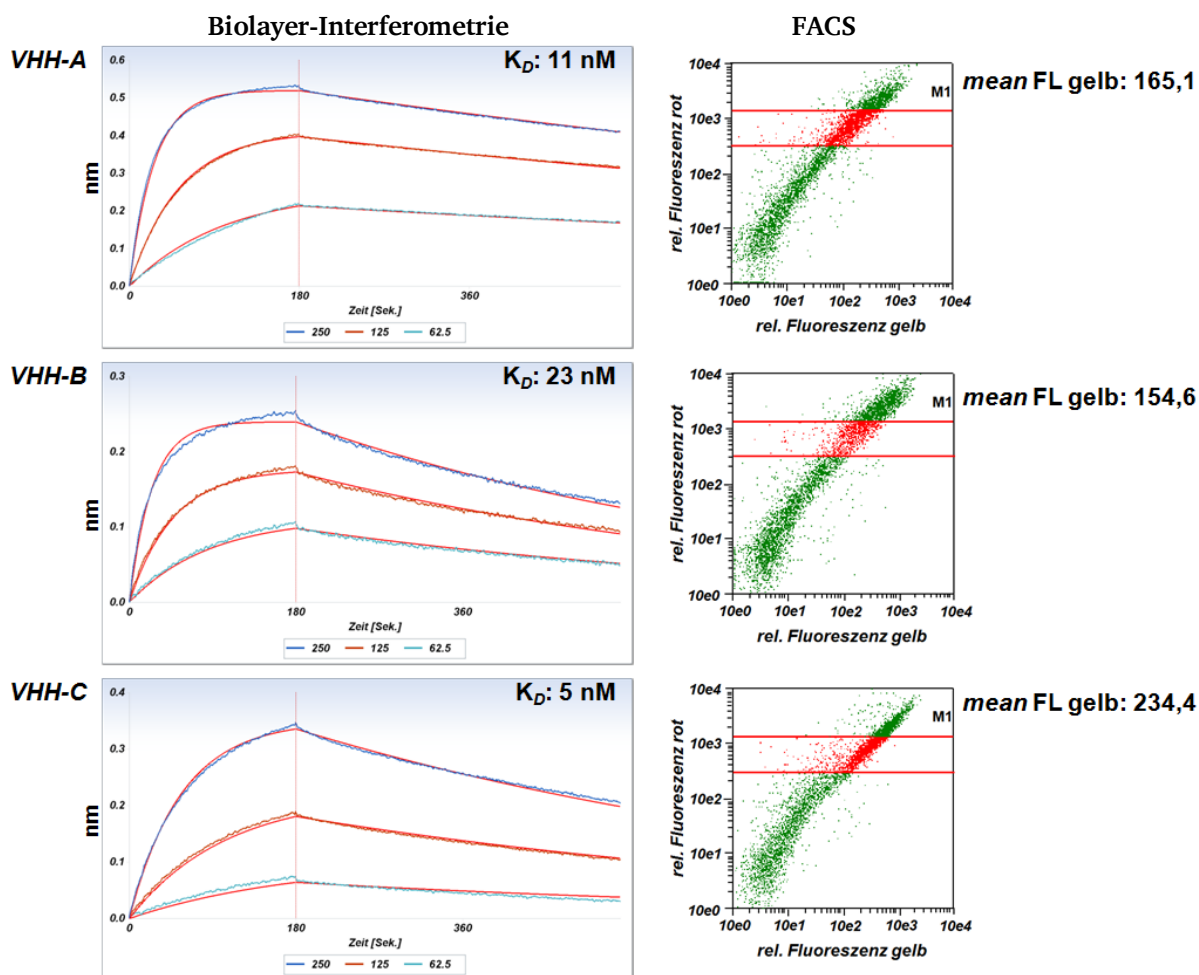 Biolayer-Interferometrie
FACS
VHH-A
K_D: 11 nM
nm
0.6
0.5
0.4
0.3
0.2
0.1
0.0
0
180
360
Zeit [Sek.]
250
125
62.5
rel. Fluoreszenz rot
10e4
10e3
10e2
10e1
10e0
M1
10e0
10e1
10e2
10e3
10e4
rel. Fluoreszenz gelb
mean FL gelb: 165,1
VHH-B
K_D: 23 nM
nm
0.3
0.2
0.1
0.0
0
180
360
Zeit [Sek.]
250
125
62.5
rel. Fluoreszenz rot
10e4
10e3
10e2
10e1
10e0
M1
10e0
10e1
10e2
10e3
10e4
rel. Fluoreszenz gelb
mean FL gelb: 154,6
VHH-C
K_D: 5 nM
nm
0.4
0.3
0.2
0.1
0.0
0
180
360
Zeit [Sek.]
250
125
62.5
rel. Fluoreszenz rot
10e4
10e3
10e2
10e1
10e0
M1
10e0
10e1
10e2
10e3
10e4
rel. Fluoreszenz gelb
mean FL gelb: 234,4